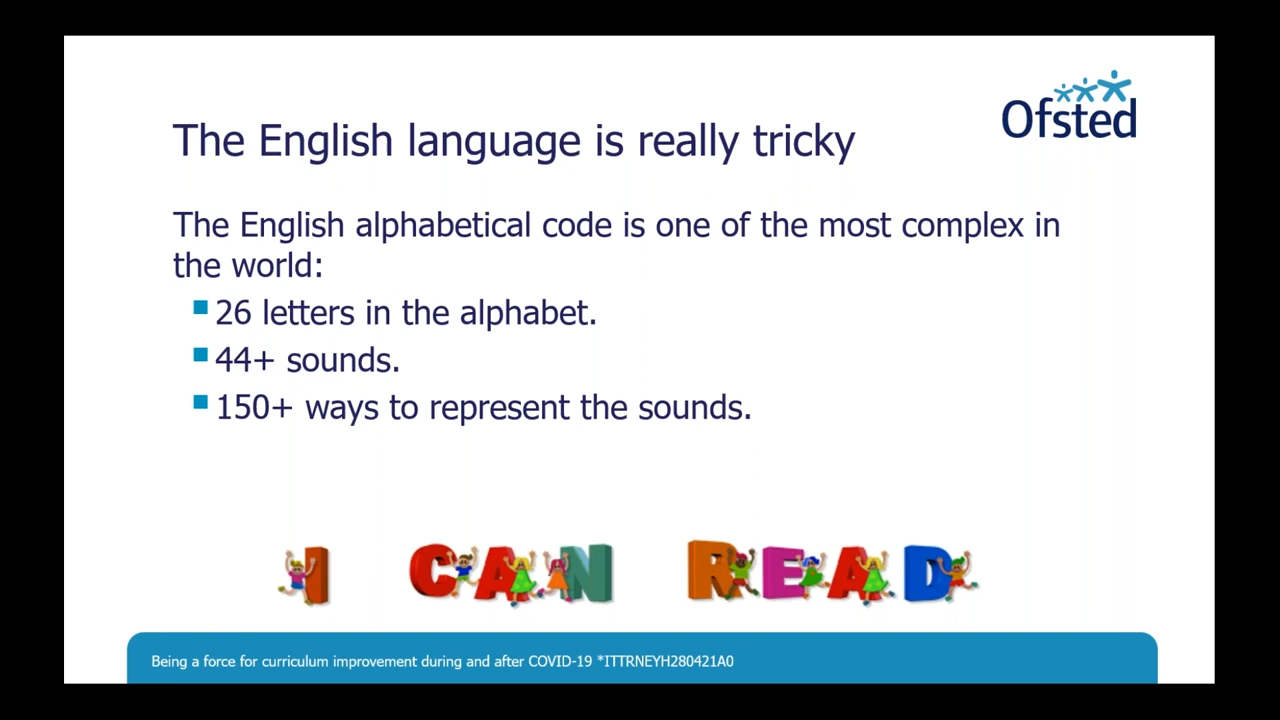 Ofsted
The English language is really tricky
The English alphabetical code is one of the most complex in
the world:
26 letters in the alphabet.
44+ sounds.
150+ ways to represent the sounds.
I CAN READ
Being a force for curriculum improvement during and after COVID-19 *ITTRNEYH280421A0